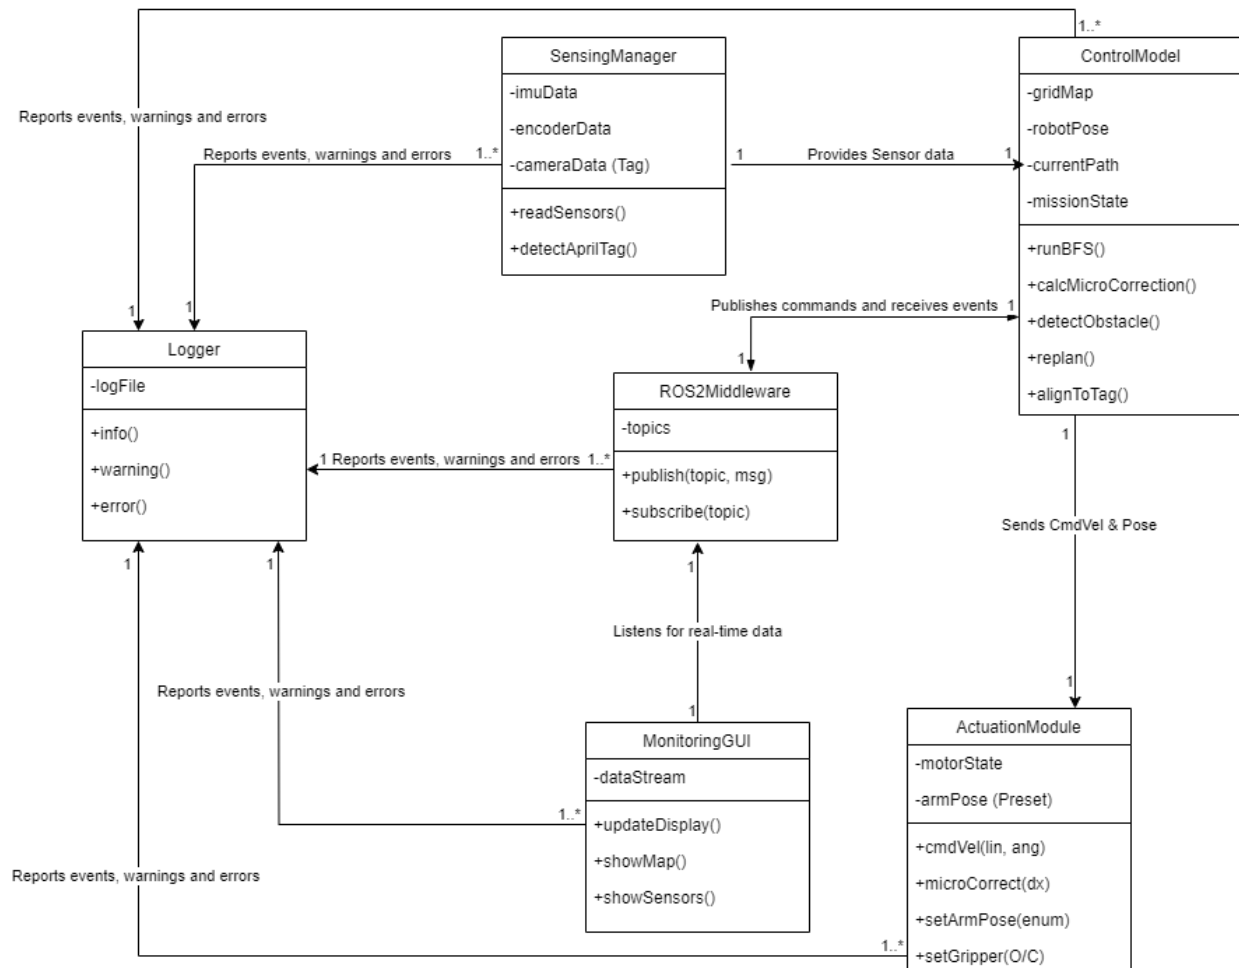 1..*
SensingManager
ControlModel
-imuData
-gridMap
Reports events, warnings and errors
-encoderData
-robotPose
Reports events, warnings and errors
1..*
-cameraData (Tag)
1
Provides Sensor data
1
-currentPath
-missionState
+readSensors()
+detectAprilTag()
+runBFS()
+calcMicroCorrection()
1
1
Publishes commands and receives events
1
+detectObstacle()
Logger
1
+replan()
-logFile
ROS2Middleware
+alignToTag()
-topics
+info()
1
1 Reports events, warnings and errors 1..*
+warning()
+publish(topic, msg)
+error()
+subscribe(topic)
Sends CmdVel & Pose
1
1
1
Listens for real-time data
Reports events, warnings and errors
1
1
MonitoringGUI
ActuationModule
-dataStream
-motorState
-armPose (Preset)
1..*
+updateDisplay()
+cmdVel(lin, ang)
+showMap()
Reports events, warnings and errors
+microCorrect(dx)
+showSensors()
+setArmPose(enum)
1..*
+setGripper(O/C)